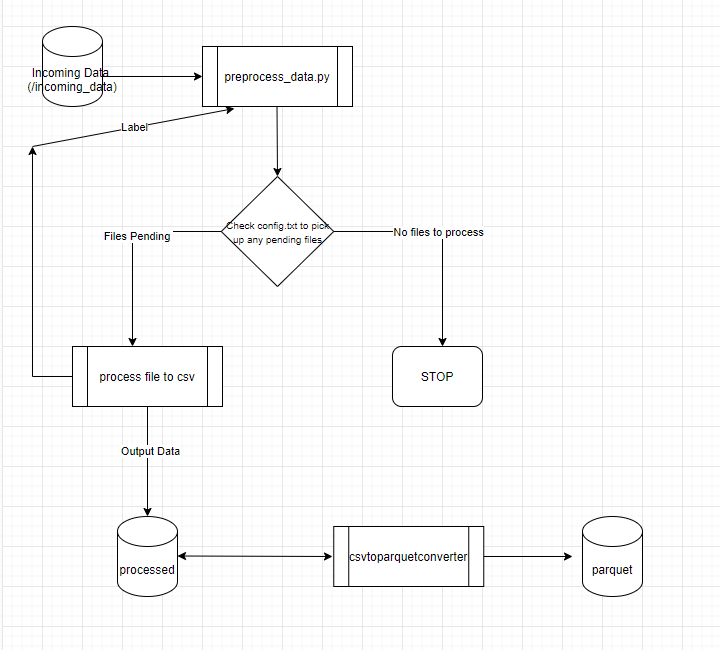 Incoming Data
(/incoming_data)
preprocess_data.py
Label
Check config.txt to pick
up any pending files
Files Pending
No files to process
process file to csv
STOP
Output Data
processed
csvtoparquetconverter
parquet